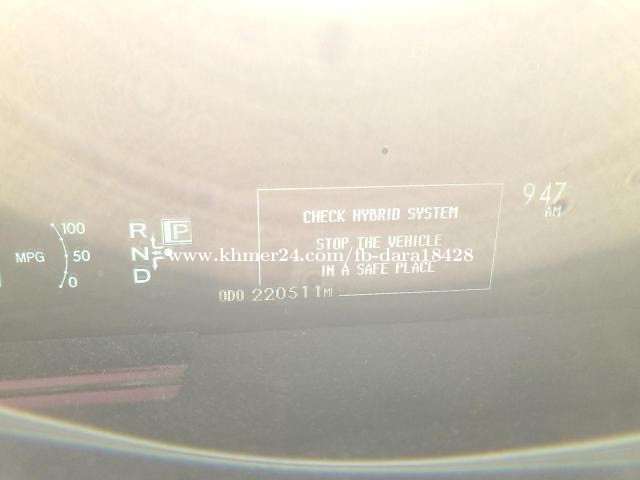 100
MPG
50
0
R P
N
D
CHECK HYBRID SYSTEM
STOP THE VEHICLE
IN A SAFE PLACE
947
AM
ODO 220511 MI
www.khmer24.com/fb-dara18428